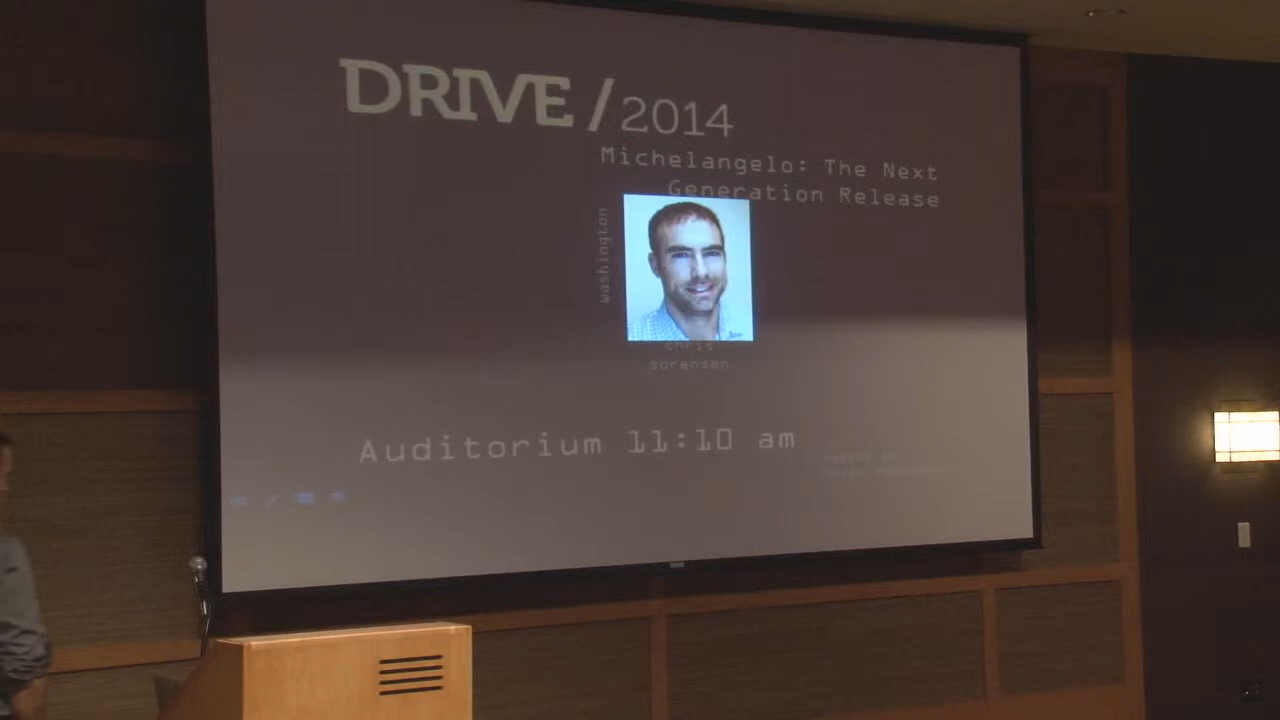 DRIVE / 2014
Michelangelo: The Next
Generation Release
washington
chris
sorensen
Auditorium 11:10 am